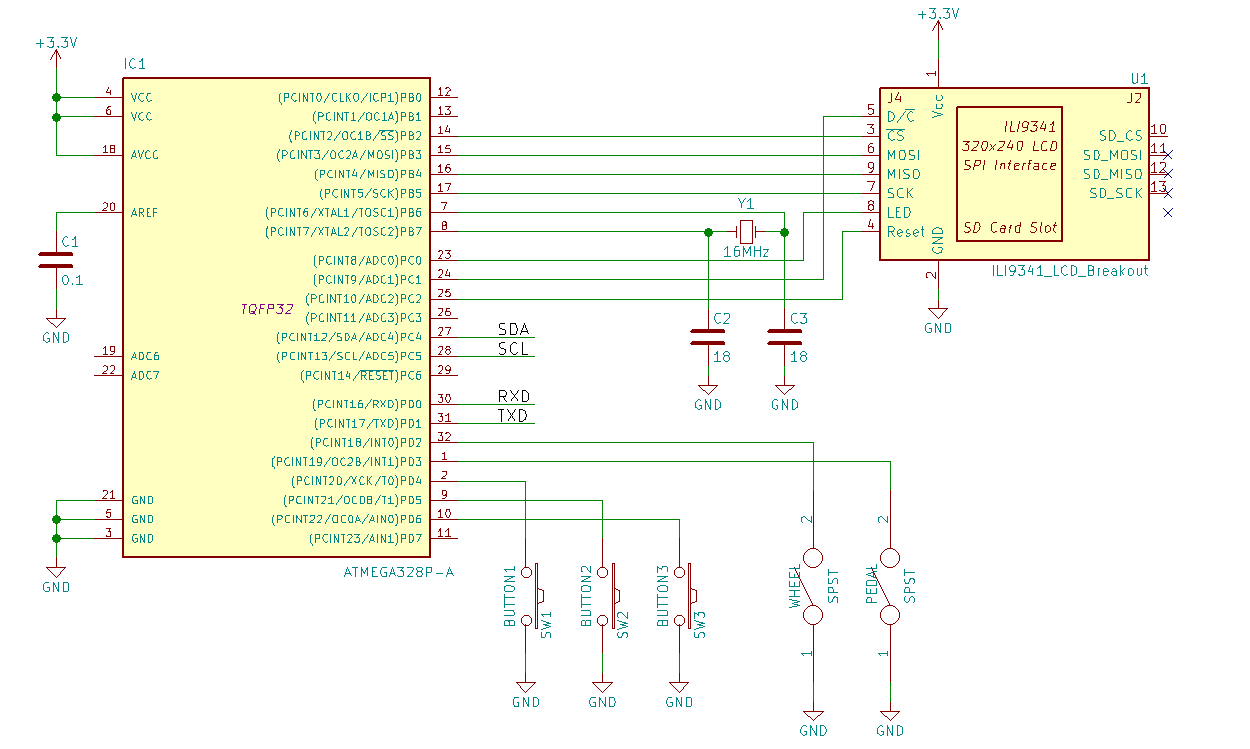 +3.3V
IC1
4 VCC
6 VCC
18 AVCC
20 AREF
C1
0.1
GND
TQFP32
19 ADC6
22 ADC7
21 GND
5 GND
3 GND
GND
(PCINT0/CLKO/ICP1)PB0 12
(PCINT1/OC1A)PB1 13
(PCINT2/OC1B/SS)PB2 14
(PCINT3/OC2A/MOSI)PB3 15
(PCINT4/MISO)PB4 16
(PCINT5/SCK)PB5 17
(PCINT6/XTAL1/TOSC1)PB6 7
(PCINT7/XTAL2/TOSC2)PB7 8
(PCINT8/ADC0)PC0 23
(PCINT9/ADC1)PC1 24
(PCINT10/ADC2)PC2 25
(PCINT11/ADC3)PC3 26
(PCINT12/SDA/ADC4)PC4 27 SDA
(PCINT13/SCL/ADC5)PC5 28 SCL
(PCINT14/RESET)PC6 29
(PCINT16/RXD)PD0 30 RXD
(PCINT17/TXD)PD1 31 TXD
(PCINT18/INT0)PD2 32
(PCINT19/OC2B/INT1)PD3 1
(PCINT20/XCK/T0)PD4 2
(PCINT21/OC0B/T1)PD5 9
(PCINT22/OC0A/AIN0)PD6 10
(PCINT23/AIN1)PD7 11
ATMEGA328P-A
Y1
16MHz
C2
18
GND
C3
18
GND
+3.3V
1
Vcc
U1
J4
J2
5 D/C
3 CS
6 MOSI
9 MISO
7 SCK
8 LED
4 Reset
ILI9341
320x240 LCD
SPI Interface
SD Card Slot
SD_CS 10
SD_MOSI 11
SD_MISO 12
SD_SCK 13
GND
2
ILI9341_LCD_Breakout
GND
BUTTON1
SW1
GND
BUTTON2
SW2
GND
BUTTON3
SW3
GND
2
WHEEL
SPST
1
GND
2
PEDAL
SPST
1
GND